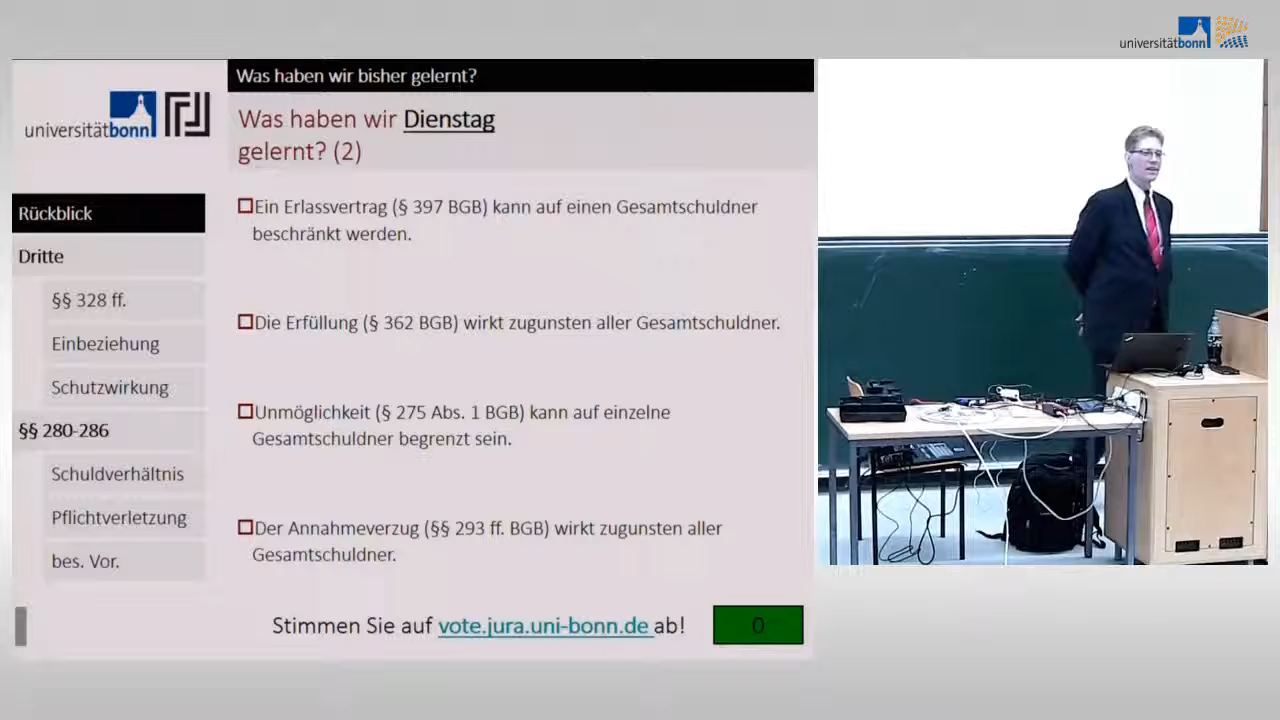 universitätbonn
Was haben wir bisher gelernt?
universitätbonn
Was haben wir Dienstag
gelernt? (2)
Rückblick
Dritte
§§ 328 ff.
Einbeziehung
Schutzwirkung
§§ 280-286
Schuldverhältnis
Pflichtverletzung
bes. Vor.
Ein Erlassvertrag (§ 397 BGB) kann auf einen Gesamtschuldner
beschränkt werden.
Die Erfüllung (§ 362 BGB) wirkt zugunsten aller Gesamtschuldner.
Unmöglichkeit (§ 275 Abs. 1 BGB) kann auf einzelne
Gesamtschuldner begrenzt sein.
Der Annahmeverzug (§§ 293 ff. BGB) wirkt zugunsten aller
Gesamtschuldner.
Stimmen Sie auf vote.jura.uni-bonn.de ab!
0